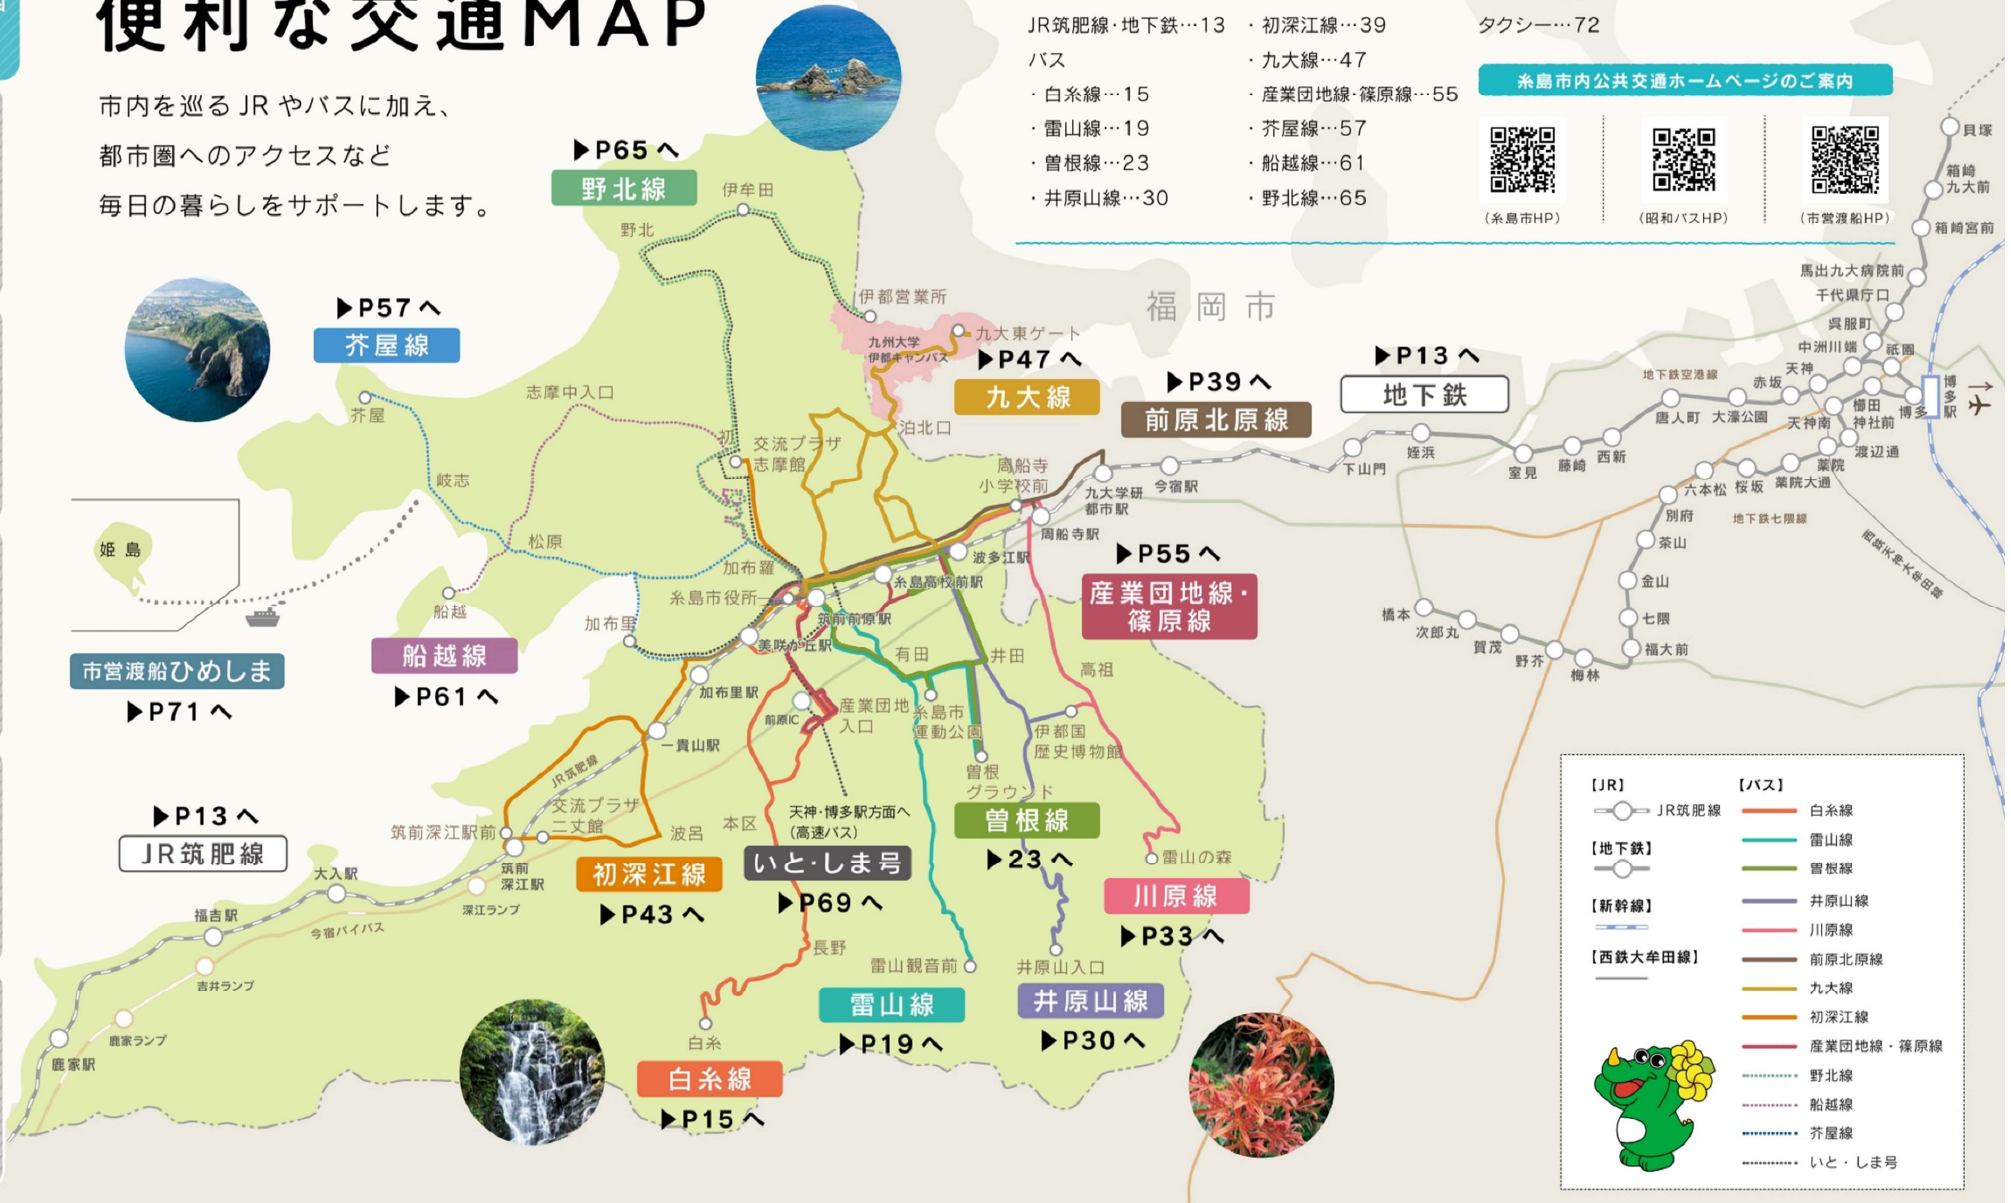 便利な交通MAP
市内を巡るJRやバスに加え、
都市圏へのアクセスなど
毎日の暮らしをサポートします。
JR筑肥線・地下鉄…13
バス
・白糸線…15
・雷山線…19
・曽根線…23
・井原山線…30
・初深江線…39
・九大線…47
・産業団地線・篠原線…55
・芥屋線…57
・船越線…61
・野北線…65
タクシー…72
糸島市内公共交通ホームページのご案内
(糸島市HP)
(昭和バスHP)
(市営渡船HP)
▶P65へ
野北線
伊牟田
野北
▶P57へ
芥屋線
芥屋
志摩中入口
岐志
松原
初
交流プラザ
志摩館
伊都営業所
九州大学
伊都キャンパス
九大東ゲート
▶P47へ
九大線
泊北口
福岡市
▶P39へ
前原北原線
▶P13へ
地下鉄
周船寺
小学校前
九大学研
都市駅
今宿駅
周船寺駅
下山門
姪浜
室見
藤崎
西新
地下鉄空港線
唐人町
大濠公園
赤坂
天神
中洲川端
呉服町
千代県庁口
馬出九大病院前
箱崎宮前
箱崎
九大前
貝塚
祇園
博多
博多駅
櫛田
神社前
天神南
渡辺通
薬院
薬院大通
桜坂
六本松
別府
地下鉄七隈線
西鉄天神大牟田線
茶山
金山
七隈
福大前
梅林
野芥
賀茂
次郎丸
橋本
姫島
市営渡船ひめしま
▶P71へ
船越
船越線
▶P61へ
加布羅
糸島市役所
加布里
波多江駅
糸島高校前駅
筑前前原駅
美咲が丘駅
▶P55へ
産業団地線・
篠原線
有田
井田
高祖
加布里駅
前原IC
産業団地
入口
糸島市
運動公園
伊都国
歴史博物館
一貴山駅
JR筑肥線
曽根
グラウンド
曽根線
▶23へ
交流プラザ
二丈館
筑前深江駅前
波呂
本区
天神・博多駅方面へ
(高速バス)
いと・しま号
▶P69へ
初深江線
▶P43へ
▶P13へ
JR筑肥線
筑前
深江駅
深江ランプ
大入駅
今宿バイパス
福吉駅
吉井ランプ
鹿家ランプ
鹿家駅
雷山の森
川原線
▶P33へ
長野
雷山観音前
井原山入口
雷山線
▶P19へ
井原山線
▶P30へ
白糸
白糸線
▶P15へ
【JR】
JR筑肥線
【地下鉄】
【新幹線】
【西鉄大牟田線】
【バス】
白糸線
雷山線
曽根線
井原山線
川原線
前原北原線
九大線
初深江線
産業団地線・篠原線
野北線
船越線
芥屋線
いと・しま号